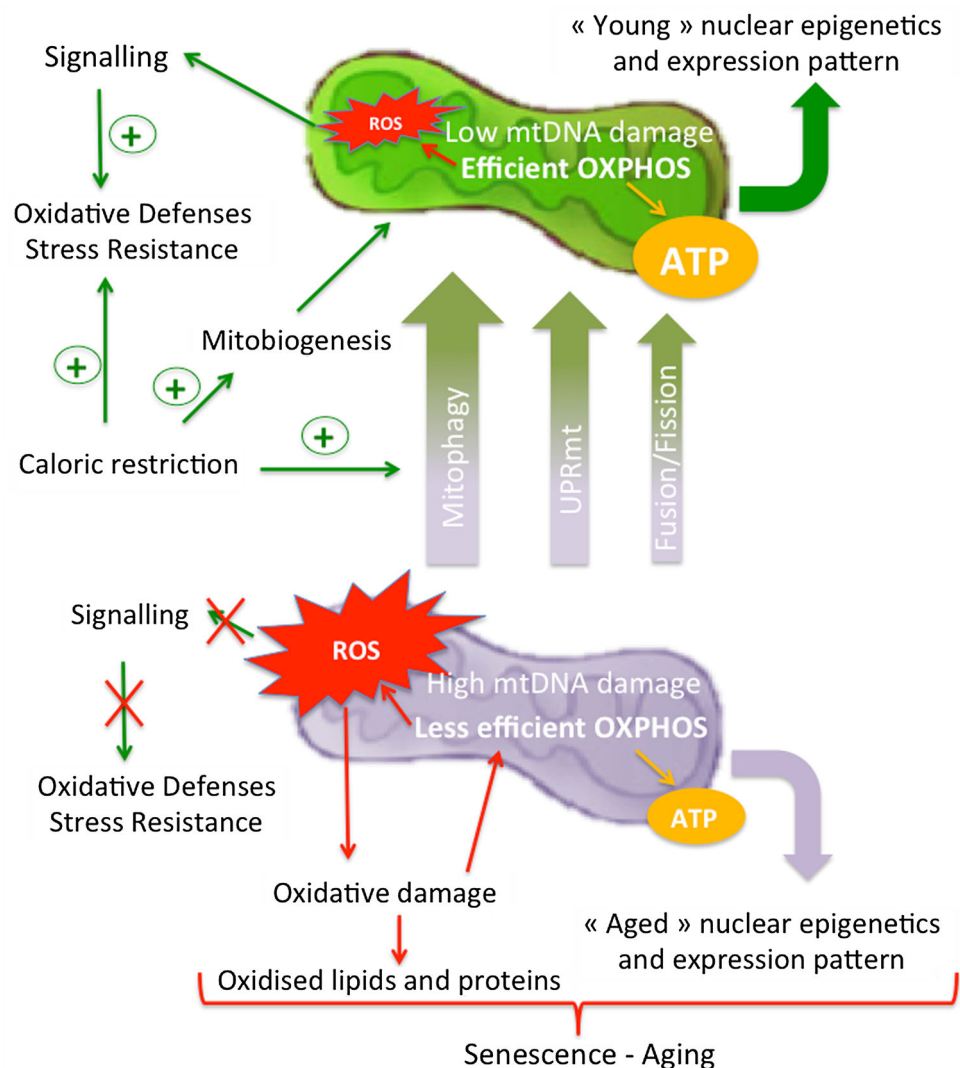 « Young » nuclear epigenetics
and expression pattern
Signalling
+
Oxidative Defenses
Stress Resistance
ROS
Low mtDNA damage
Efficient OXPHOS
ATP
Mitobiogenesis
+
+
+
Caloric restriction
Mitophagy
UPRmt
Fusion/Fission
Signalling
ROS
High mtDNA damage
Less efficient OXPHOS
ATP
Oxidative Defenses
Stress Resistance
Oxidative damage
« Aged » nuclear epigenetics
and expression pattern
Oxidised lipids and proteins
Senescence - Aging